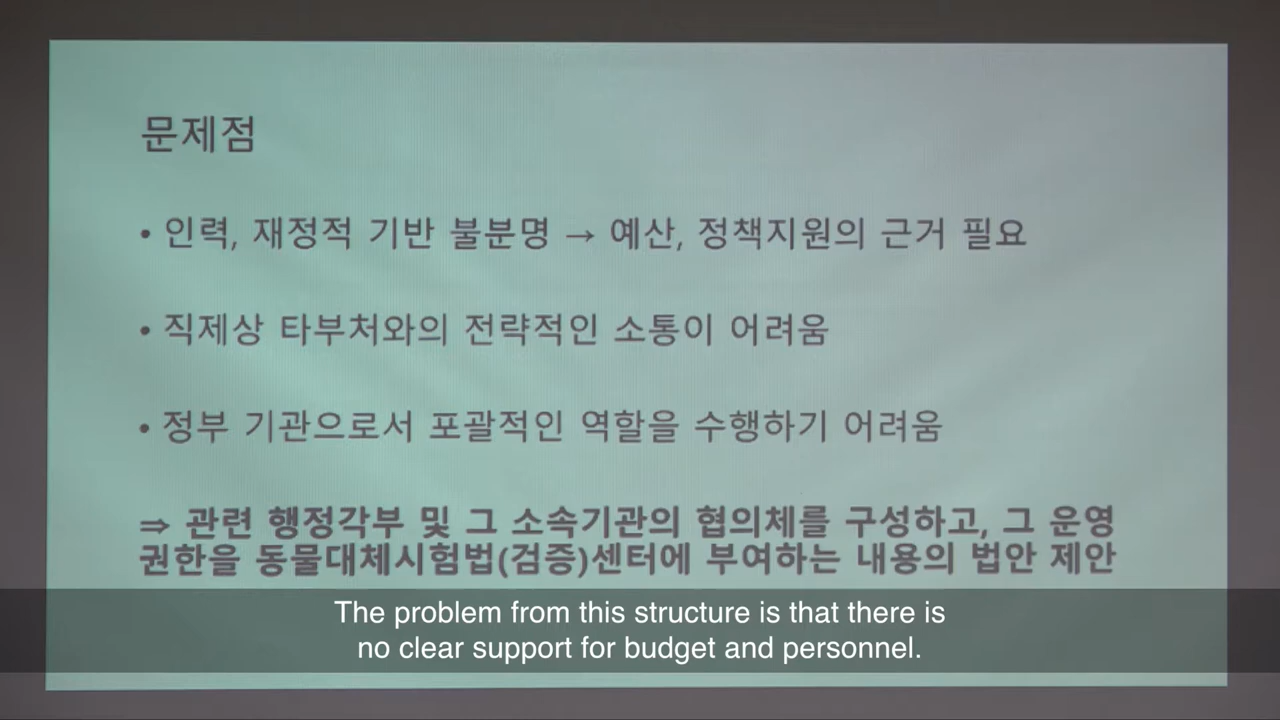 문제점
• 인력, 재정적 기반 불분명 → 예산, 정책지원의 근거 필요
• 직제상 타부처와의 전략적인 소통이 어려움
• 정부 기관으로서 포괄적인 역할을 수행하기 어려움
⇒ 관련 행정각부 및 그 소속기관의 협의체를 구성하고, 그 운영
권한을 동물대체시험법(검증)센터에 부여하는 내용의 법안 제안
The problem from this structure is that there is
no clear support for budget and personnel.